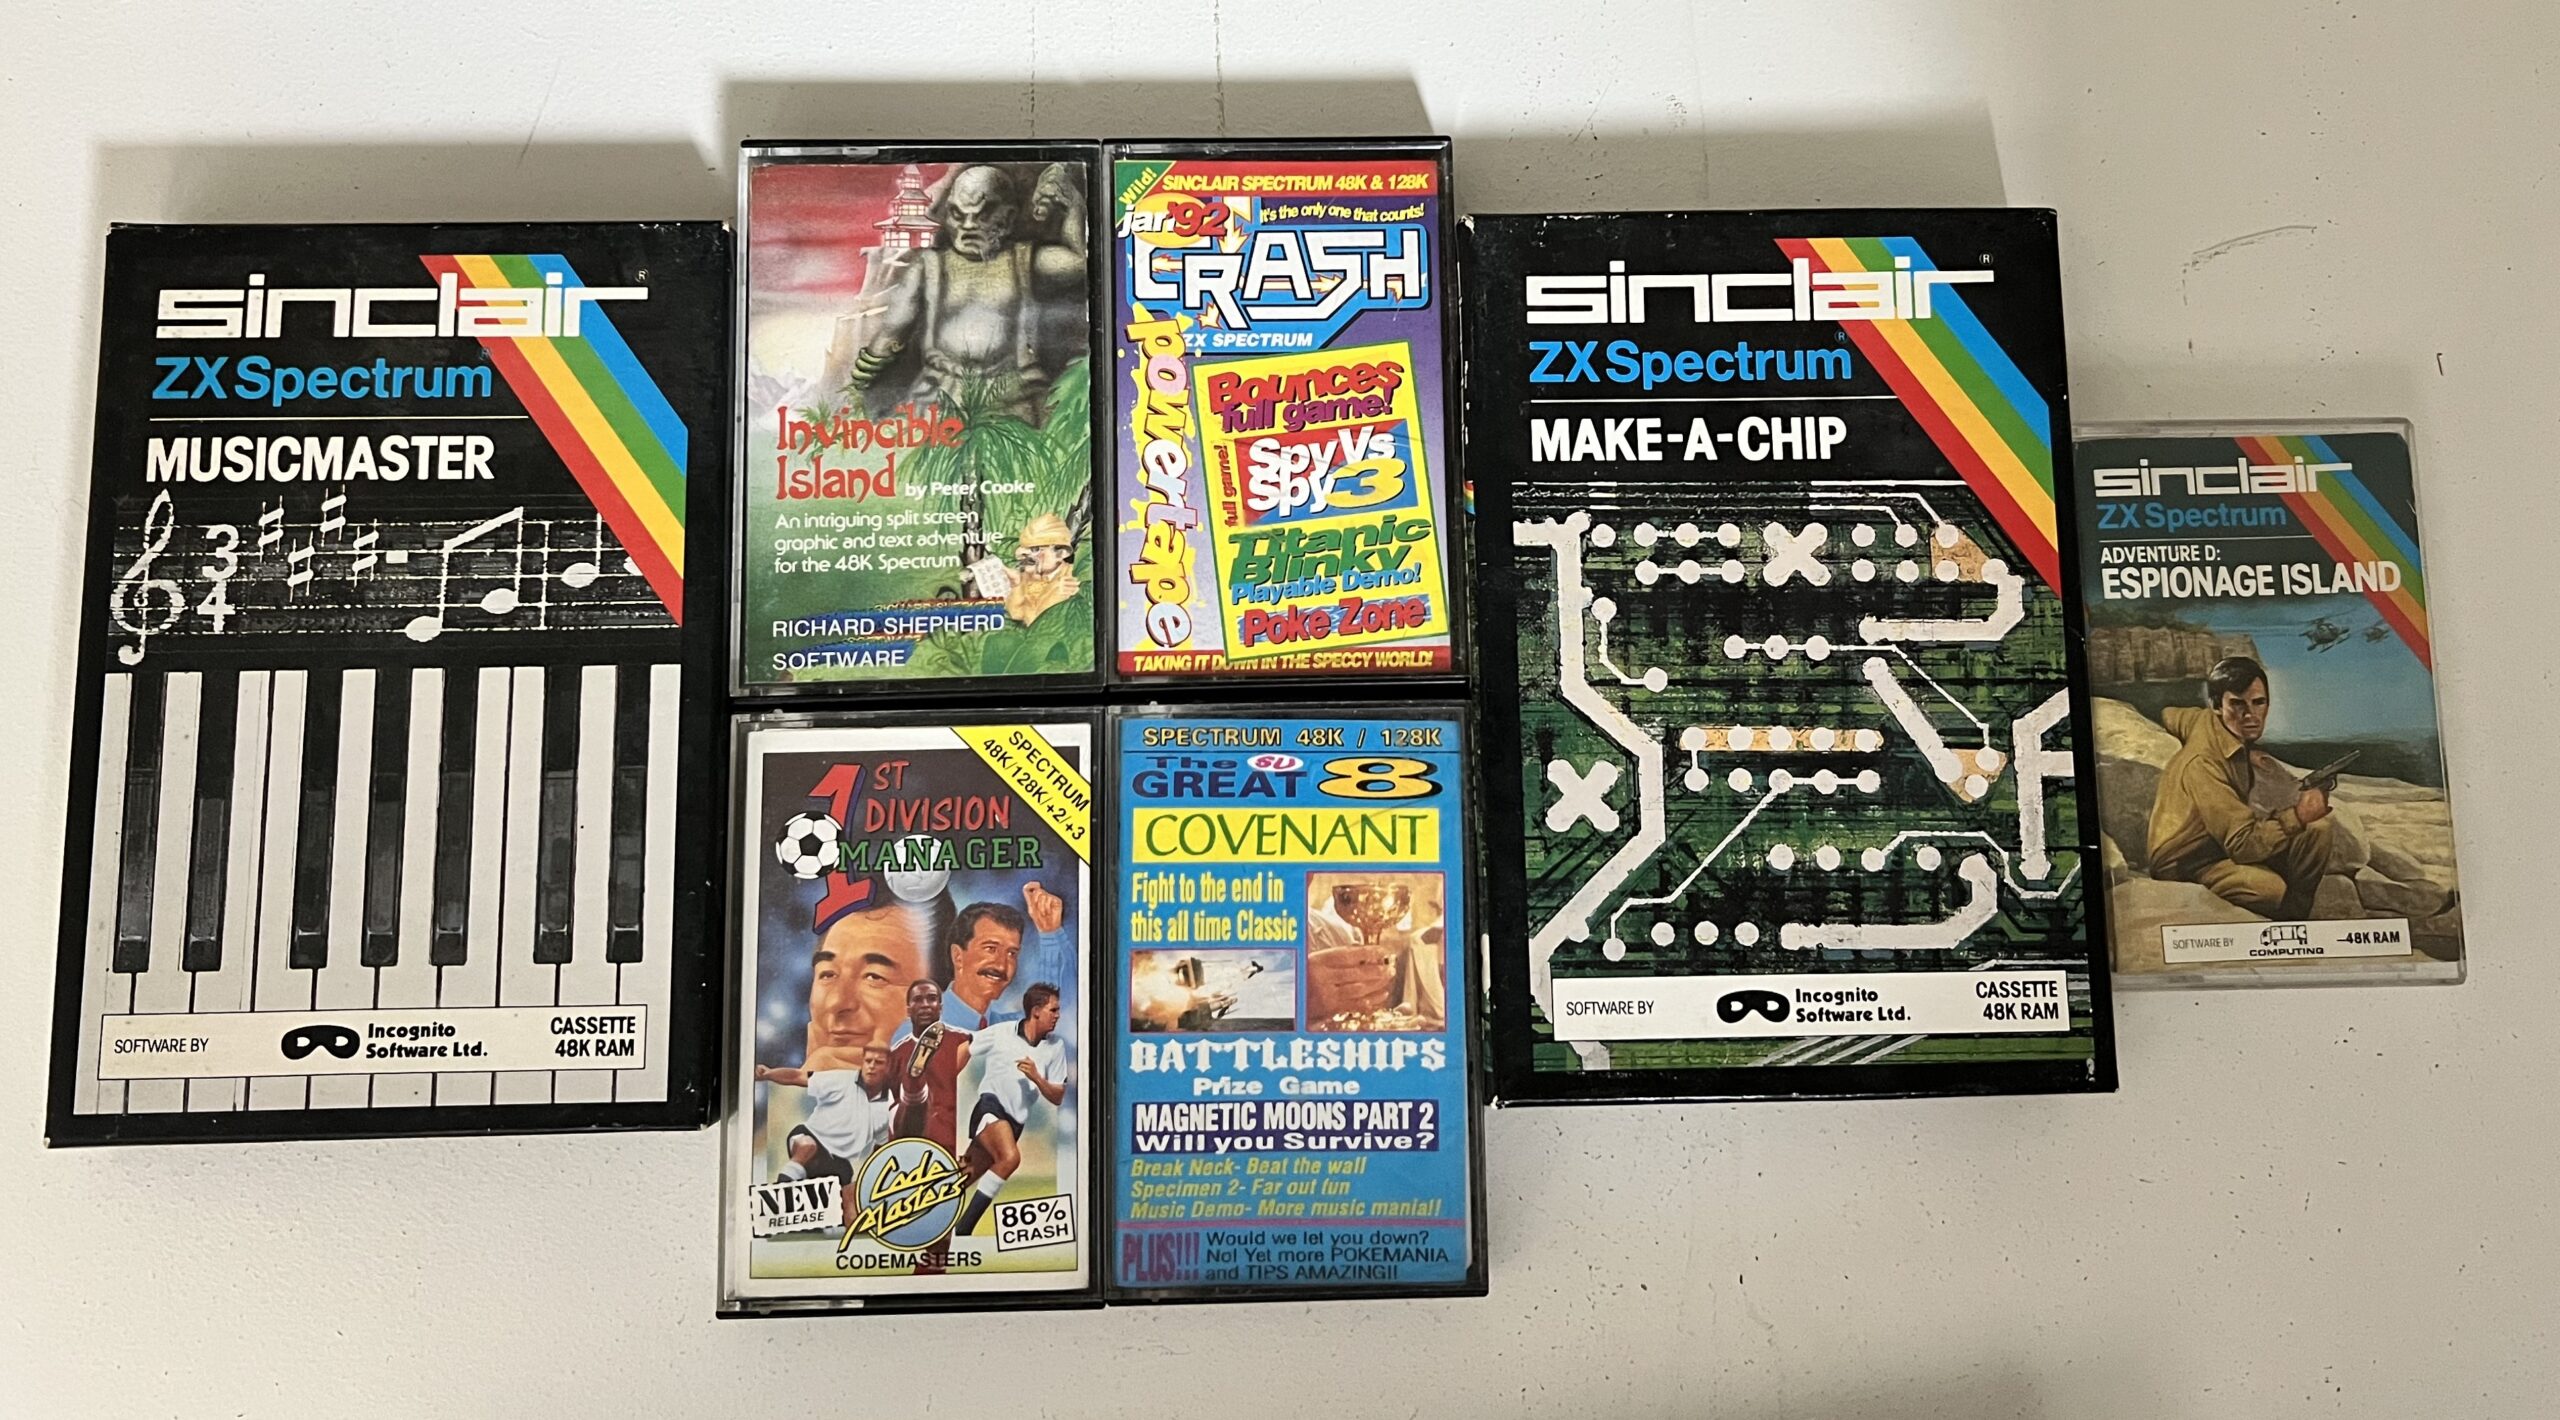 sinclair ®
ZX Spectrum ®
MUSICMASTER
3
4
SOFTWARE BY
Incognito
Software Ltd.
CASSETTE
48K RAM
Invincible
Island by Peter Cooke
An intriguing split screen
graphic and text adventure
for the 48K Spectrum
RICHARD SHEPHERD
SOFTWARE
Wild!
SINCLAIR SPECTRUM 48K & 128K
jan'92
It's the only one that counts!
CRASH
ZX SPECTRUM
powertape
Bounces
full game!
full game!
Spy Vs
Spy 3
Titanic
Blinky
Playable Demo!
Poke Zone
TAKING IT DOWN IN THE SPECCY WORLD!
SPECTRUM
48K/128K/+2/+3
1ST
DIVISION
MANAGER
NEW
RELEASE
Code
Masters
TM
86%
CRASH
CODEMASTERS
SPECTRUM 48K / 128K
The SU
GREAT 8
COVENANT
Fight to the end in
this all time Classic
BATTLESHIPS
Prize Game
MAGNETIC MOONS PART 2
Will you Survive?
Break Neck- Beat the wall
Specimen 2- Far out fun
Music Demo- More music mania!!
PLUS!!!
Would we let you down?
No! Yet more POKEMANIA
and TIPS AMAZING!!
sinclair ®
ZX Spectrum ®
MAKE-A-CHIP
SOFTWARE BY
Incognito
Software Ltd.
CASSETTE
48K RAM
sinclair
ZX Spectrum
ADVENTURE D:
ESPIONAGE ISLAND
SOFTWARE BY
ARTIC
COMPUTING
–48K RAM